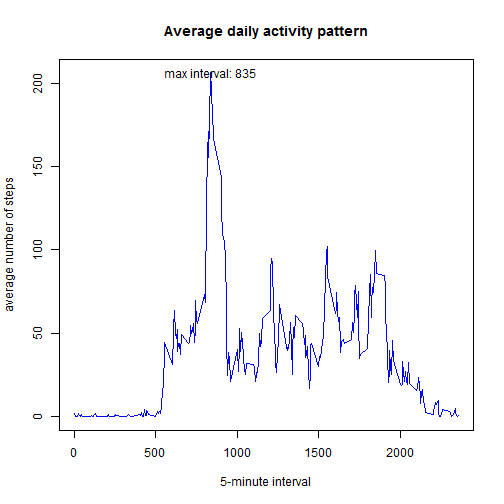 Average daily activity pattern
max interval: 835
average number of steps
200
150
100
50
0
0
500
1000
1500
2000
5-minute interval